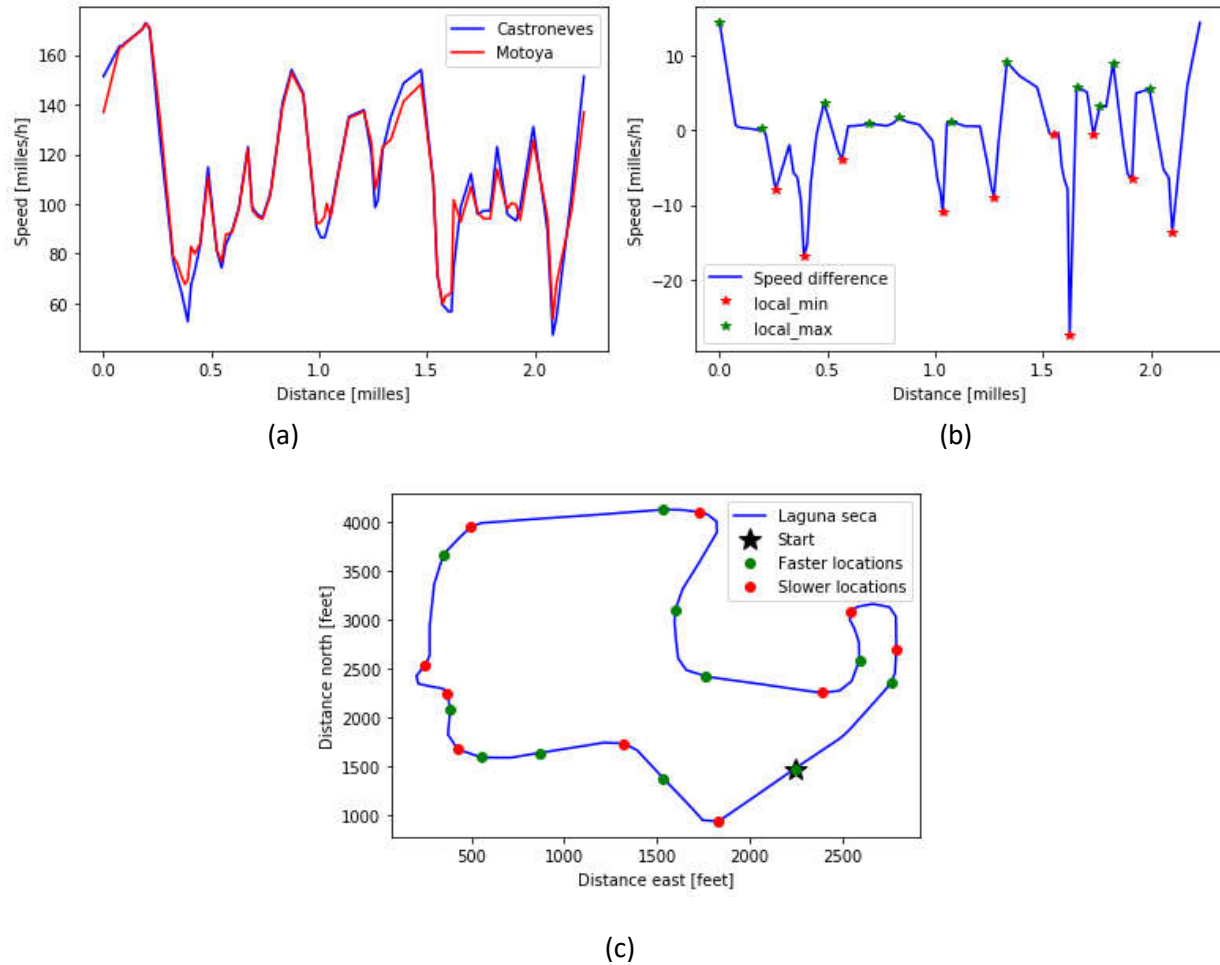 Castroneves
Motoya
Speed [milles/h]
160
140
120
100
80
60
0.0 0.5 1.0 1.5 2.0
Distance [milles]
(a)
Speed [milles/h]
10
0
−10
−20
Speed difference
local_min
local_max
0.0 0.5 1.0 1.5 2.0
Distance [milles]
(b)
Laguna seca
Start
Faster locations
Slower locations
Distance north [feet]
4000
3500
3000
2500
2000
1500
1000
500 1000 1500 2000 2500
Distance east [feet]
(c)